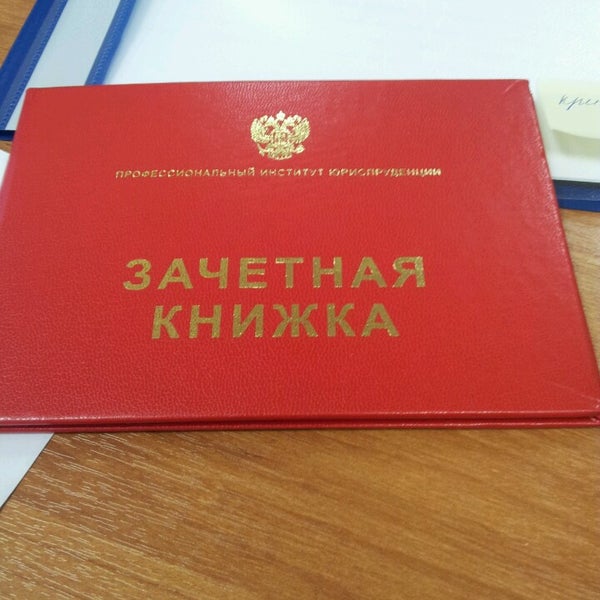 ПРОФЕССИОНАЛЬНЫЙ ИНСТИТУТ ЮРИСПРУДЕНЦИИ
ЗАЧЕТНАЯ
КНИЖКА